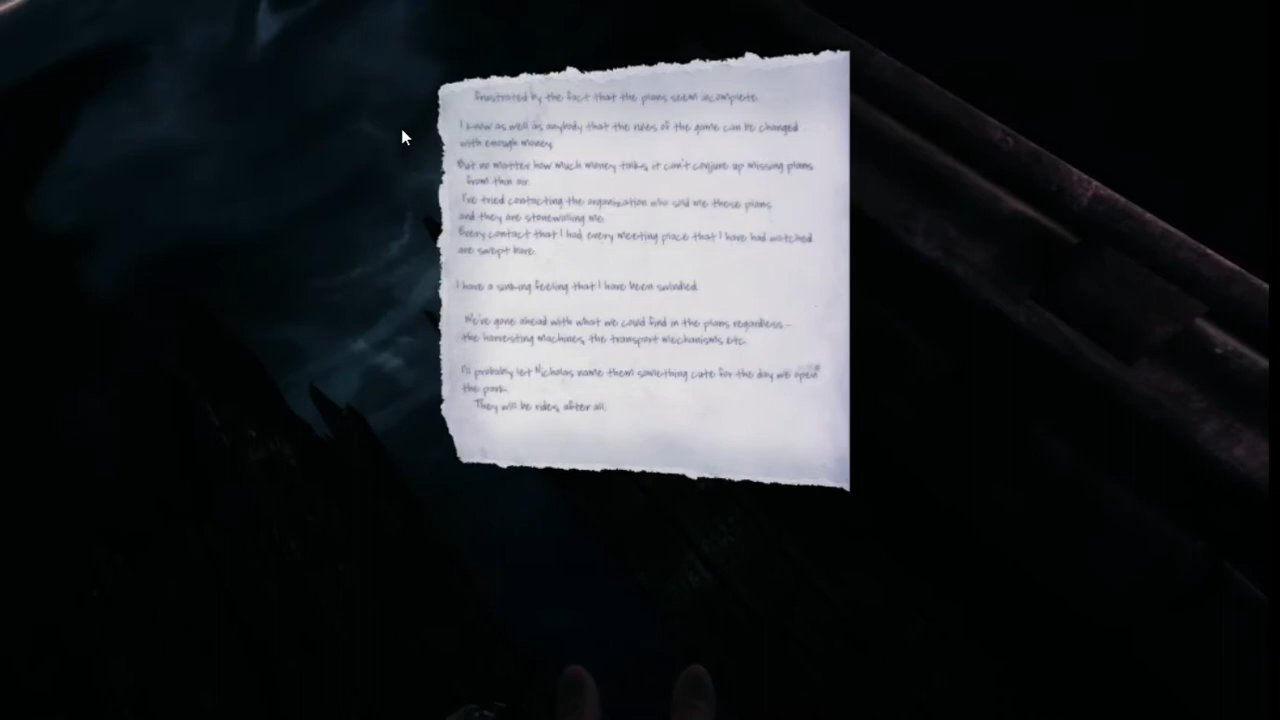 frustrated by the fact that the plans seem incomplete.
I know as well as anybody that the rules of the game can be changed
with enough money.
But no matter how much money talks, it can't conjure up missing plans
from thin air.
I've tried contacting the organization who sold me these plans
and they are stonewalling me.
Every contact that I had, every meeting place that I have had watched
are swept bare.
I have a sinking feeling that I have been swindled.
We've gone ahead with what we could find in the plans regardless -
the harvesting machines, the transport mechanisms etc.
I'll probably let Nicholas name them something cute for the day we open
the park.
They will be rides, after all.